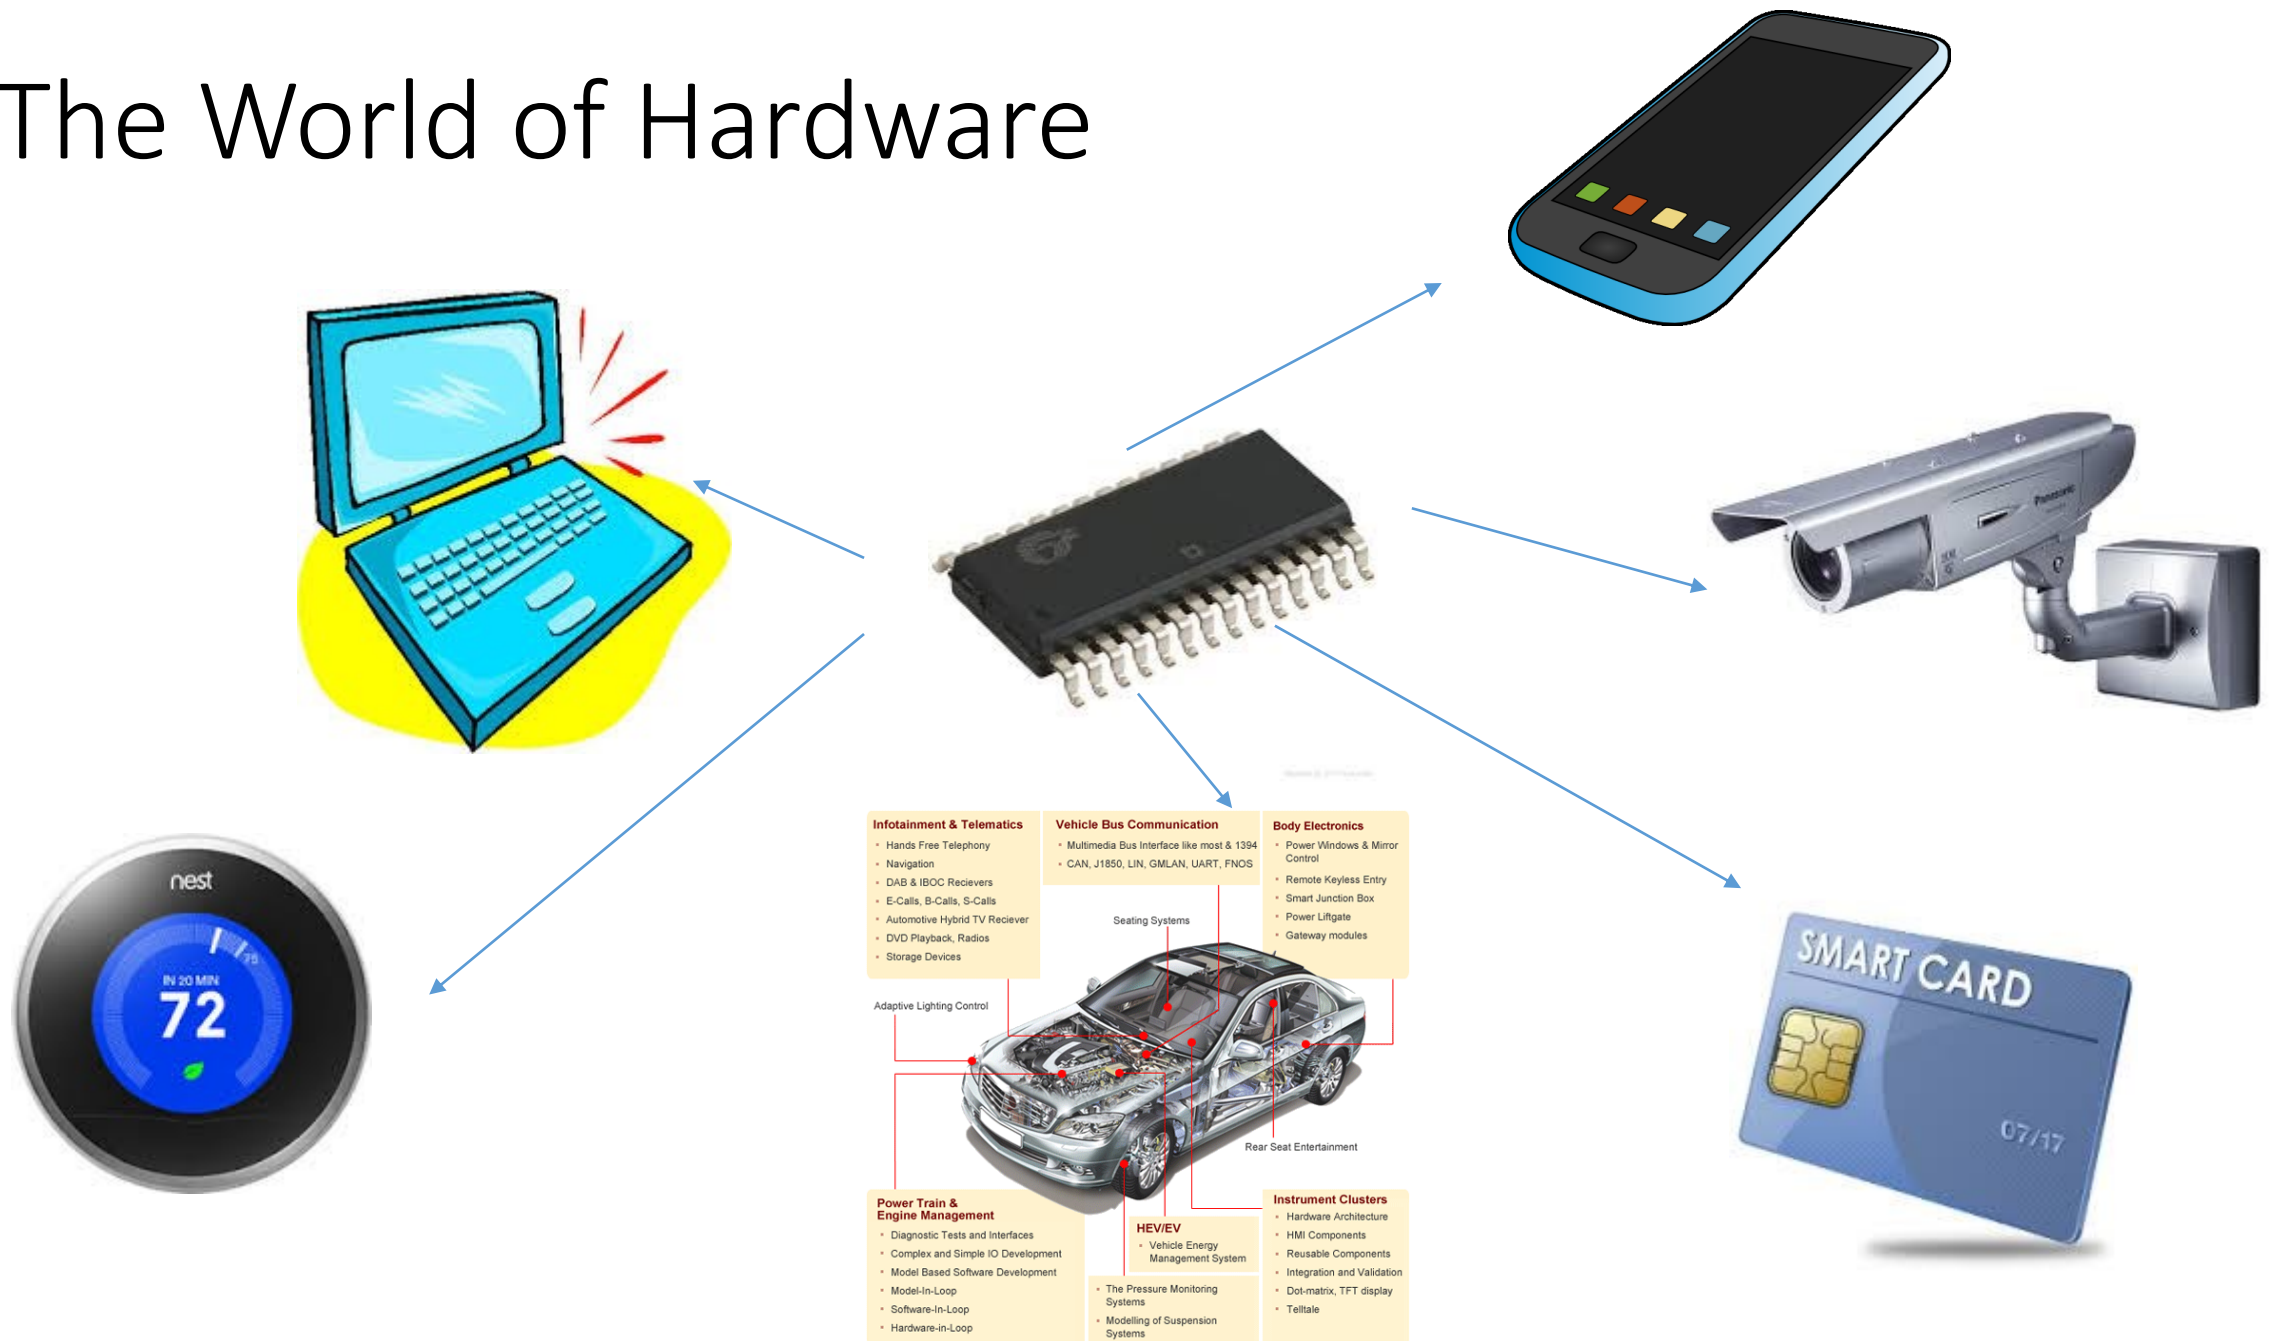 The World of Hardware
Panasonic
nest
75
IN 20 MIN
72
Infotainment & Telematics
Hands Free Telephony
Navigation
DAB & IBOC Recievers
E-Calls, B-Calls, S-Calls
Automotive Hybrid TV Reciever
DVD Playback, Radios
Storage Devices
Vehicle Bus Communication
Multimedia Bus Interface like most & 1394
CAN, J1850, LIN, GMLAN, UART, FNOS
Body Electronics
Power Windows & Mirror
Control
Remote Keyless Entry
Smart Junction Box
Power Liftgate
Gateway modules
Seating Systems
Adaptive Lighting Control
Rear Seat Entertainment
Power Train &
Engine Management
Diagnostic Tests and Interfaces
Complex and Simple IO Development
Model Based Software Development
Model-In-Loop
Software-In-Loop
Hardware-in-Loop
HEV/EV
Vehicle Energy
Management System
The Pressure Monitoring
Systems
Modelling of Suspension
Systems
Instrument Clusters
Hardware Architecture
HMI Components
Reusable Components
Integration and Validation
Dot-matrix, TFT display
Telltale
SMART CARD
07/17